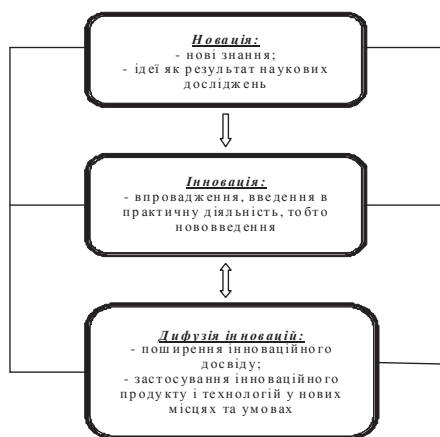 Новація:
- нові знання;
- ідеї як результат наукових
досліджень
Інновація:
- впровадження, введення в
практичну діяльність, тобто
нововведення
Дифузія інновацій:
- поширення інноваційного
досвіду;
- застосування інноваційного
продукту і технологій у нових
місцях та умовах